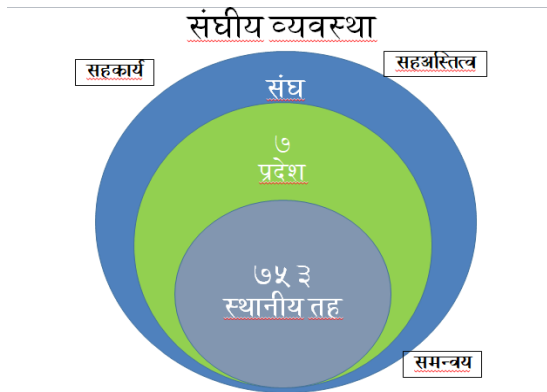 संघीय व्यवस्था
सहकार्य
सहअस्तित्व
संघ
७
प्रदेश
७५३
स्थानीय तह
समन्वय